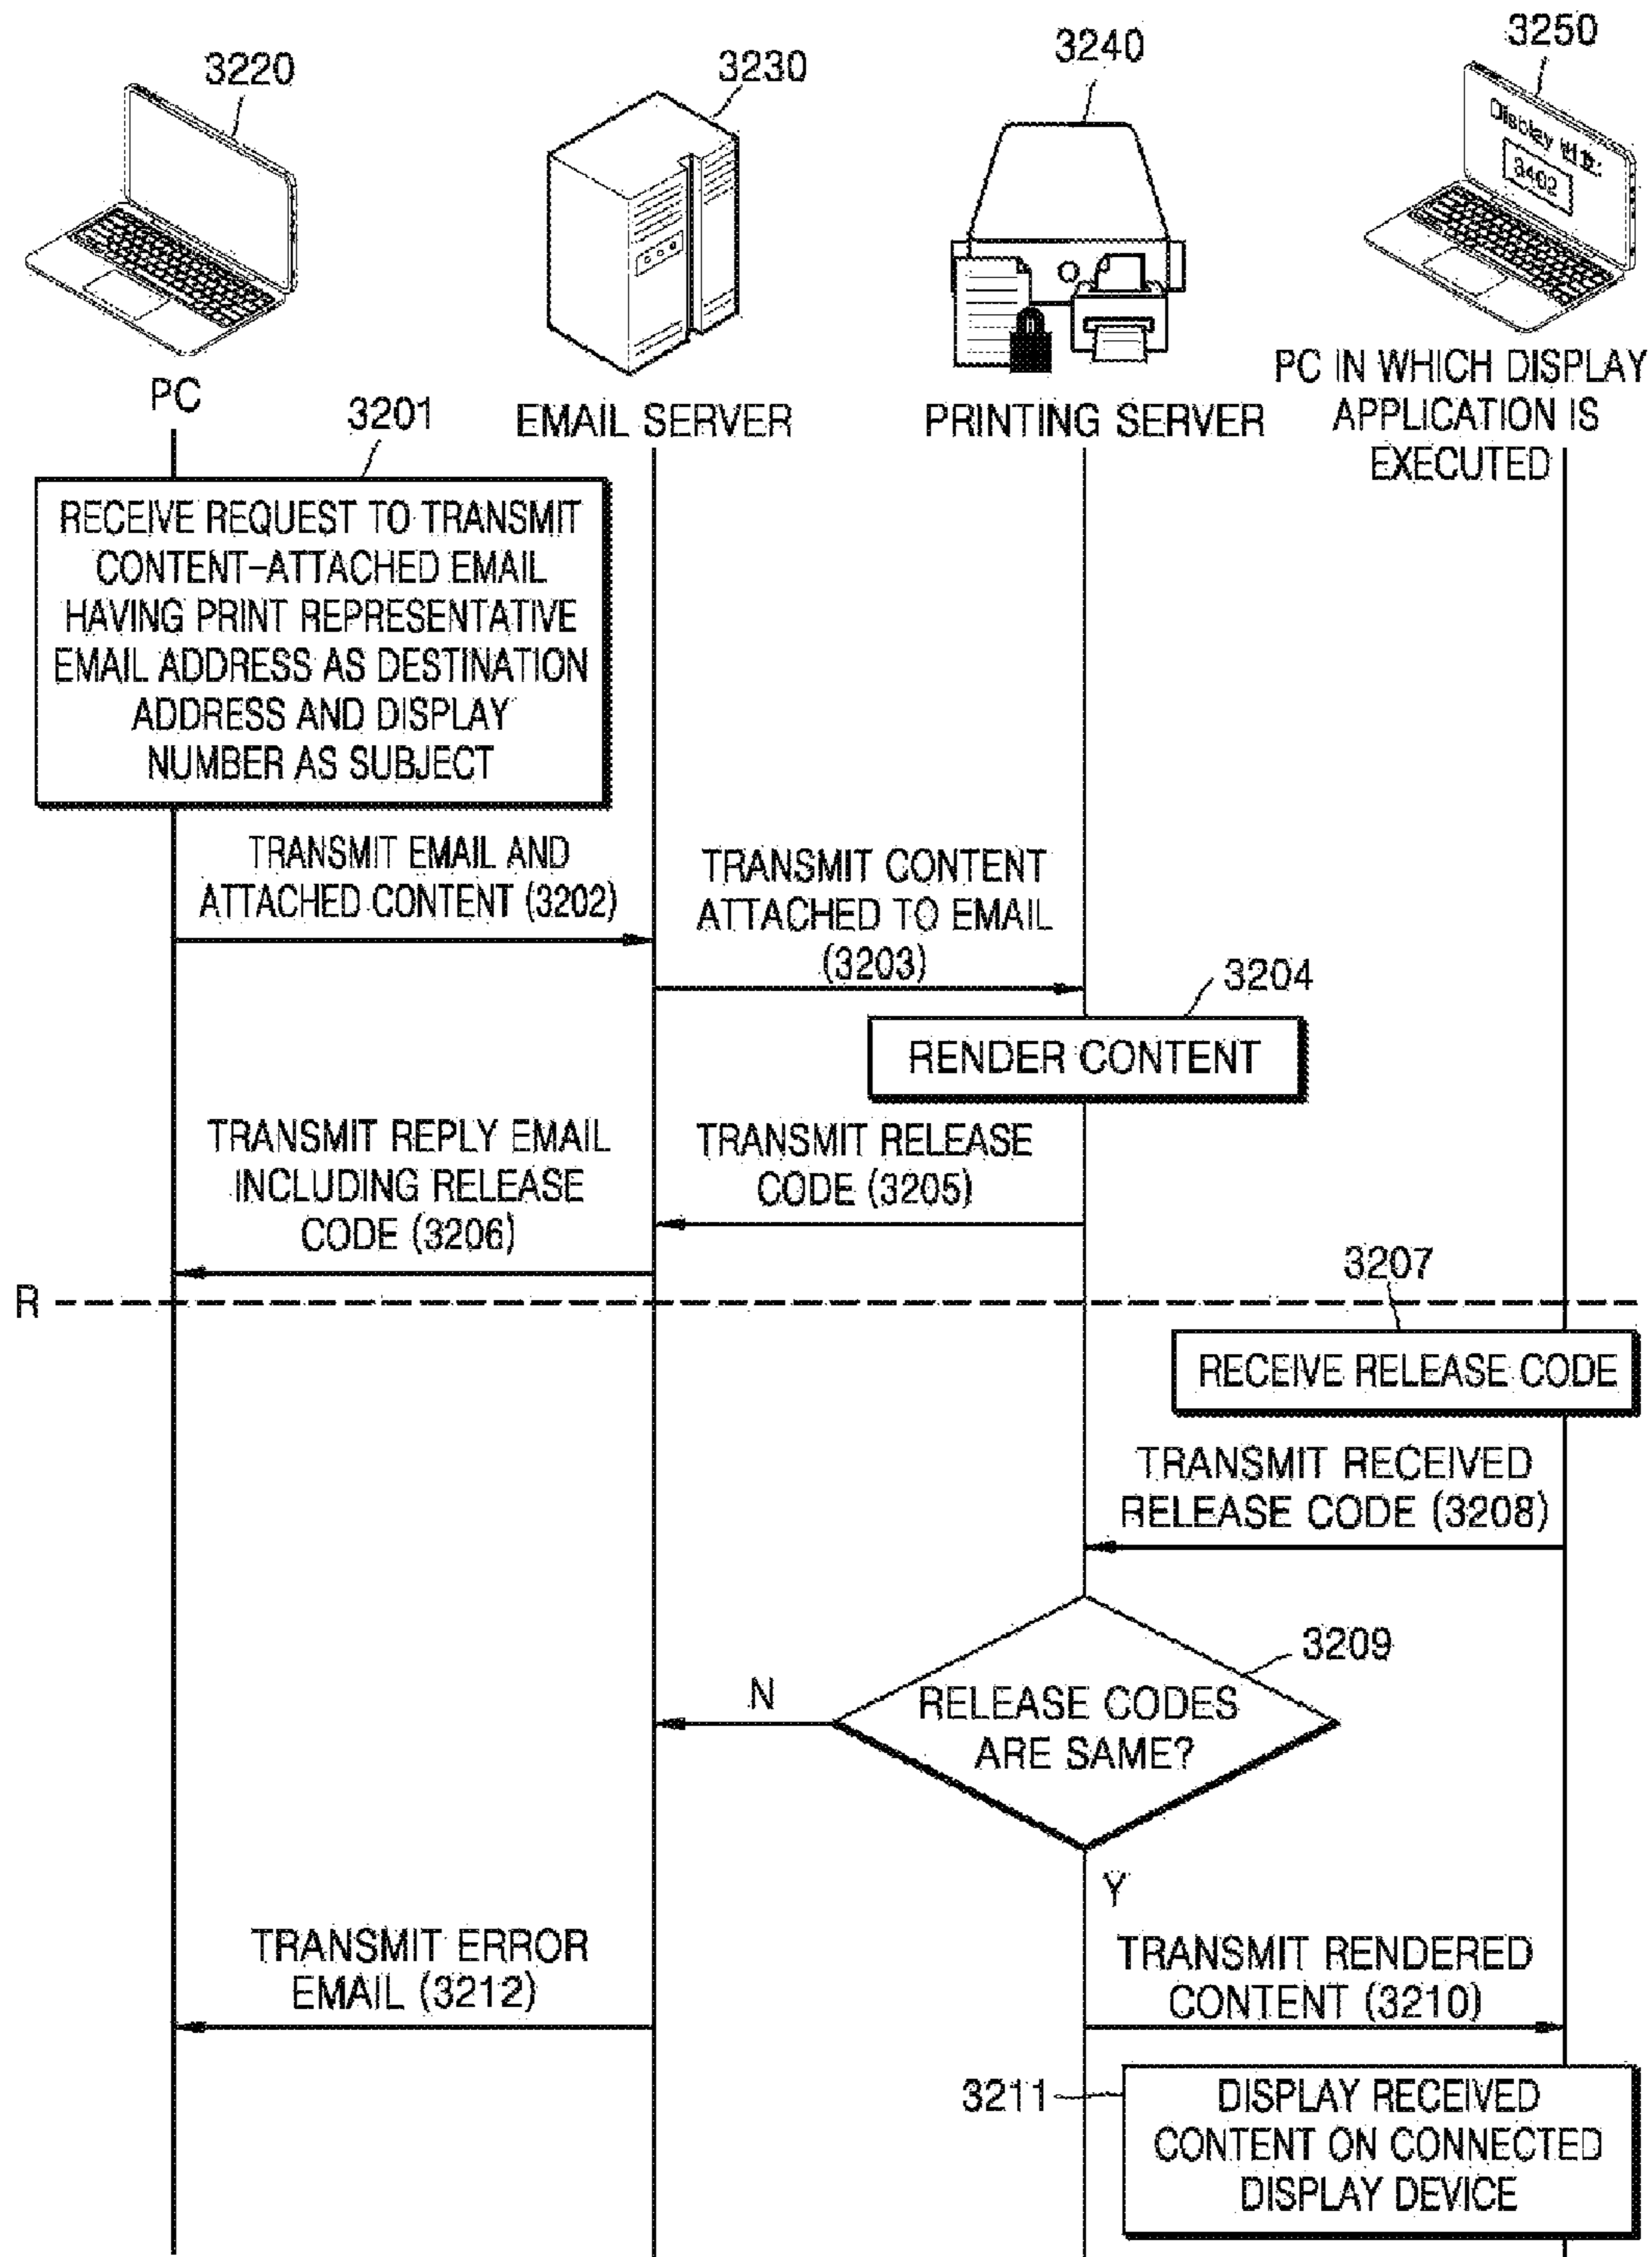 3220
3230
3240
3250
Display 번호:
3402
PC
EMAIL SERVER
PRINTING SERVER
PC IN WHICH DISPLAY
APPLICATION IS
EXECUTED
3201
RECEIVE REQUEST TO TRANSMIT
CONTENT-ATTACHED EMAIL
HAVING PRINT REPRESENTATIVE
EMAIL ADDRESS AS DESTINATION
ADDRESS AND DISPLAY
NUMBER AS SUBJECT
TRANSMIT EMAIL AND
ATTACHED CONTENT (3202)
TRANSMIT CONTENT
ATTACHED TO EMAIL
(3203)
3204
RENDER CONTENT
TRANSMIT REPLY EMAIL
INCLUDING RELEASE
CODE (3206)
TRANSMIT RELEASE
CODE (3205)
R
3207
RECEIVE RELEASE CODE
TRANSMIT RECEIVED
RELEASE CODE (3208)
3209
RELEASE CODES
ARE SAME?
N
Y
TRANSMIT ERROR
EMAIL (3212)
TRANSMIT RENDERED
CONTENT (3210)
3211
DISPLAY RECEIVED
CONTENT ON CONNECTED
DISPLAY DEVICE